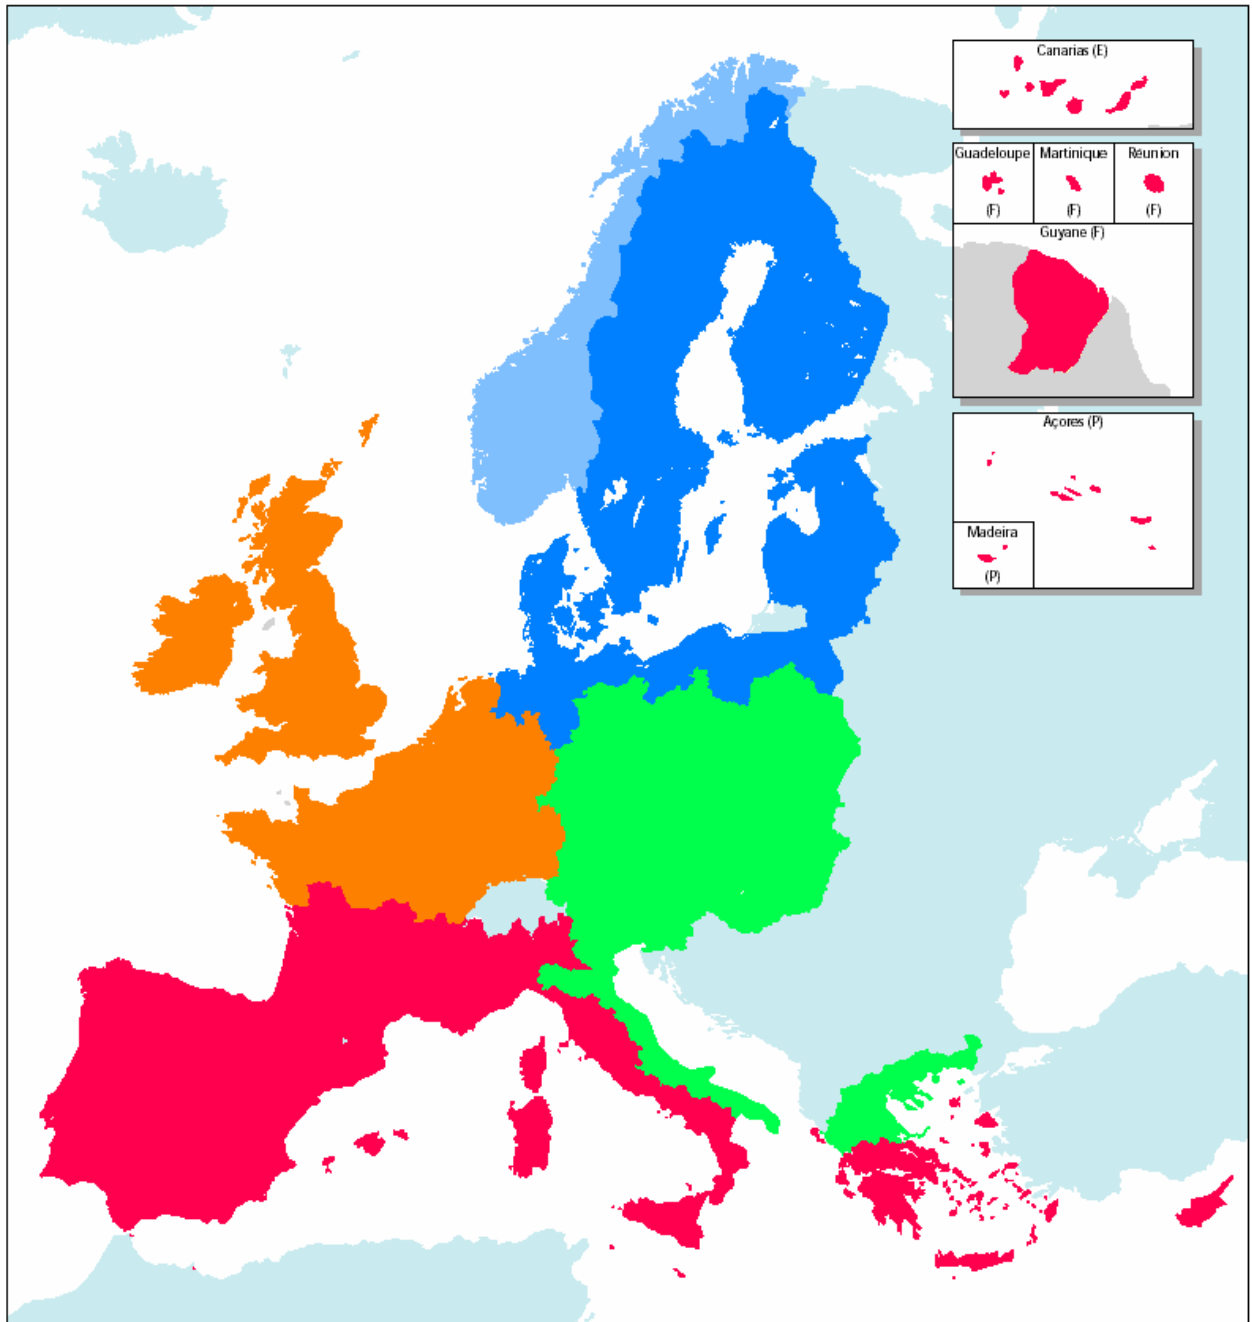 Canarias (E)
Guadeloupe
(F)
Martinique
(F)
Réunion
(F)
Guyane (F)
Açores (P)
Madeira
(P)